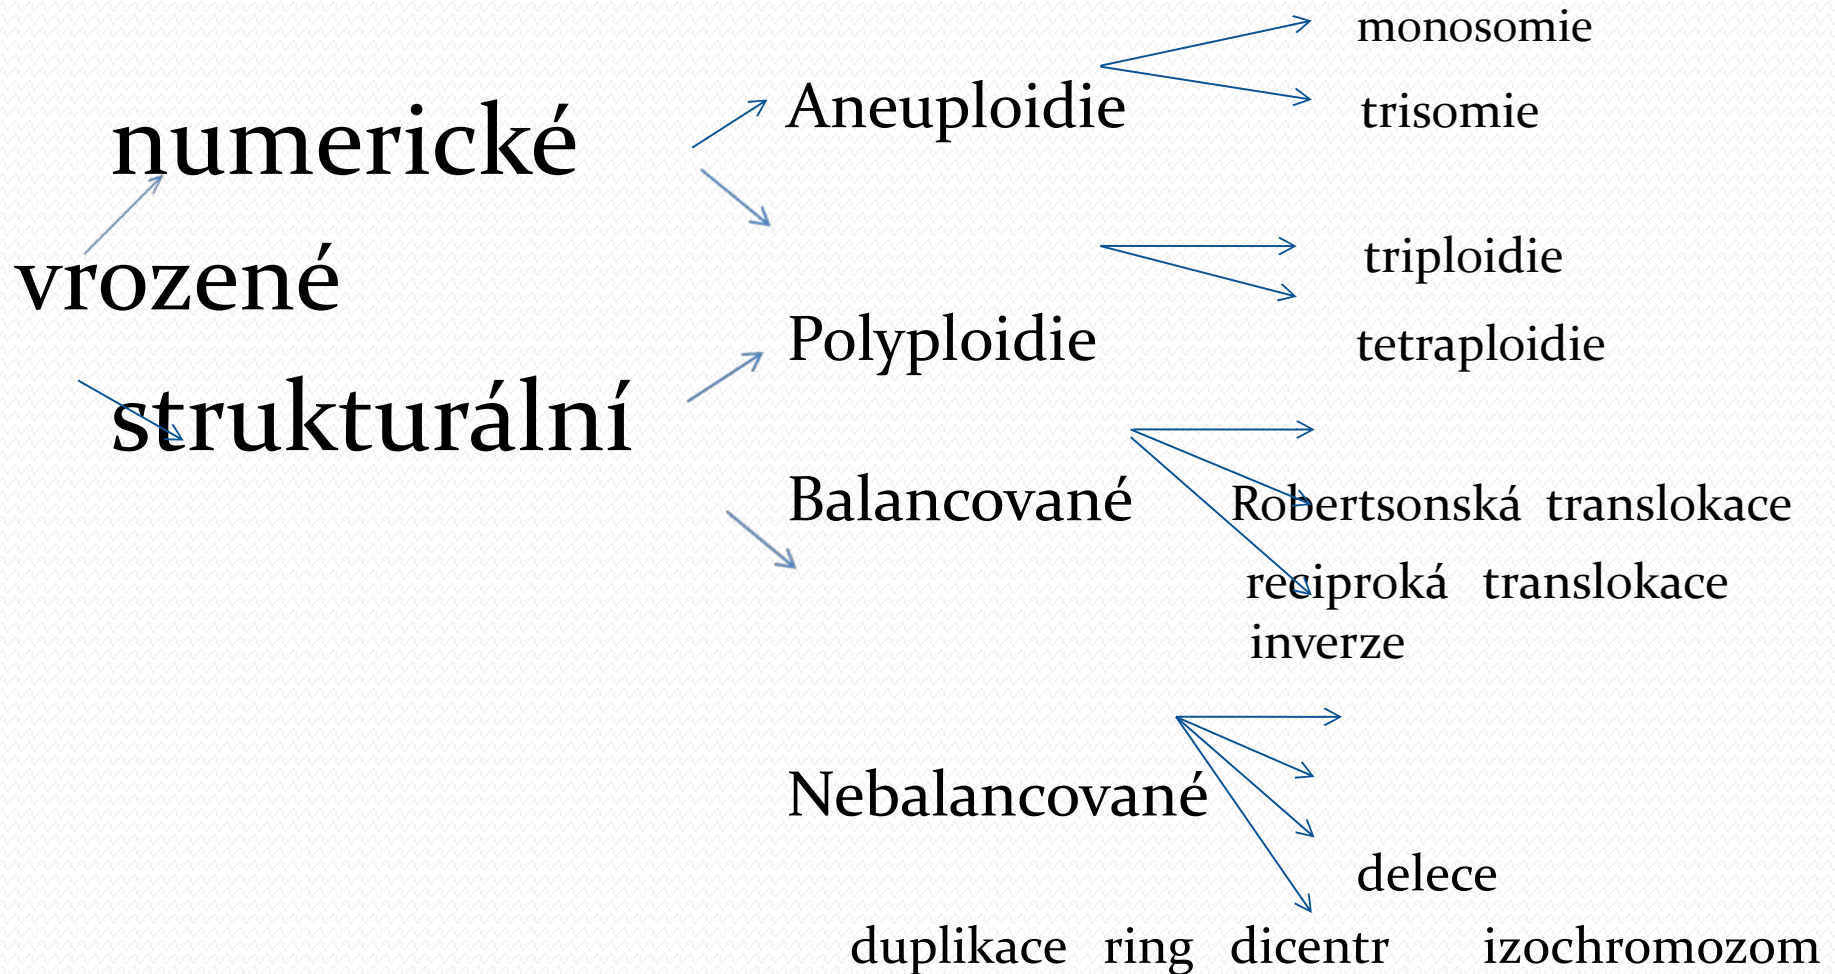 monosomie
numerické
Aneuploidie
trisomie
vrozené
triploidie
Polyploidie
tetraploidie
strukturální
Balancované
Robertsonská translokace
reciproká translokace
inverze
Nebalancované
delece
duplikace ring dicentr izochromozom